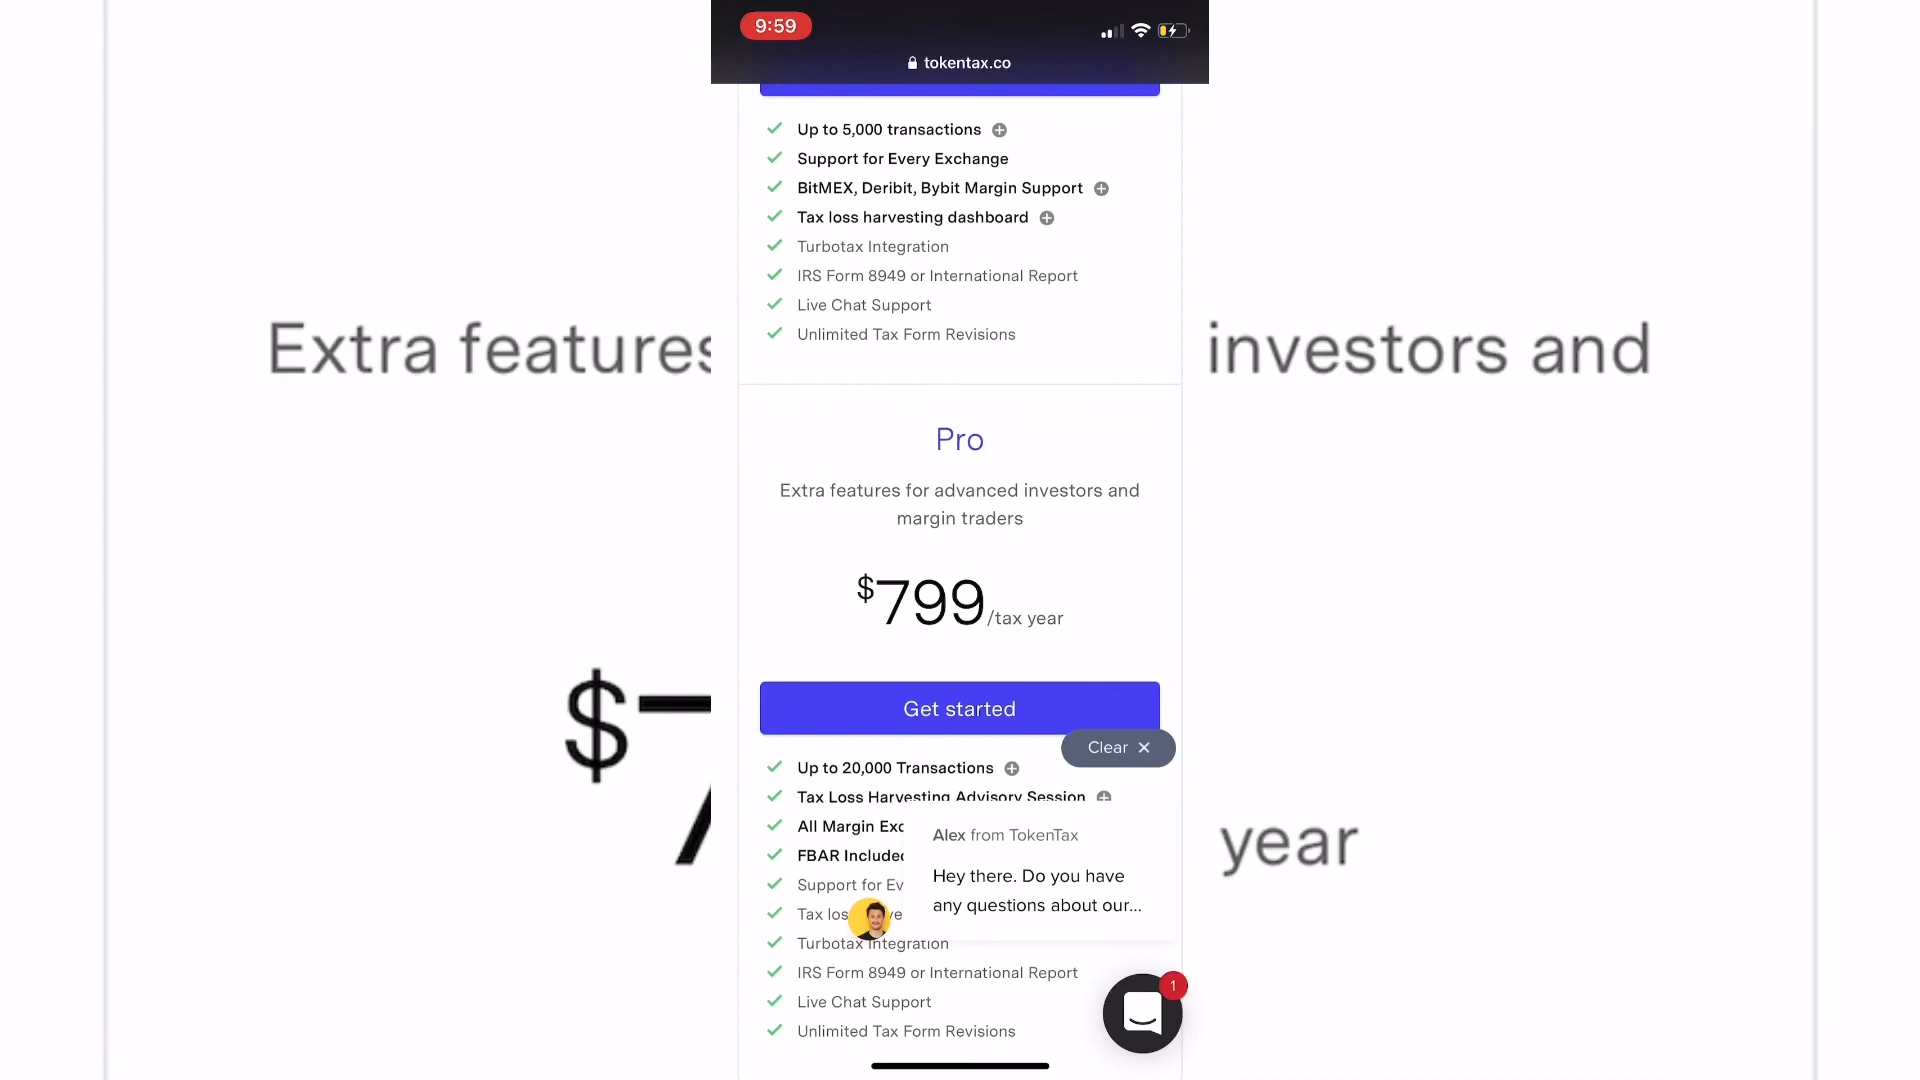 9:59
tokentax.co
Up to 5,000 transactions
Support for Every Exchange
BitMEX, Deribit, Bybit Margin Support
Tax loss harvesting dashboard
Turbotax Integration
IRS Form 8949 or International Report
Live Chat Support
Unlimited Tax Form Revisions
Extra features investors and
Pro
Extra features for advanced investors and
margin traders
$799/tax year
$7 year
Get started
Clear
Up to 20,000 Transactions
Tax Loss Harvesting Advisory Session
All Margin Exc
FBAR Included
Support for Ev
Tax los ve
Alex from TokenTax
Hey there. Do you have
any questions about our...
Turbotax Integration
IRS Form 8949 or International Report
1
Live Chat Support
Unlimited Tax Form Revisions